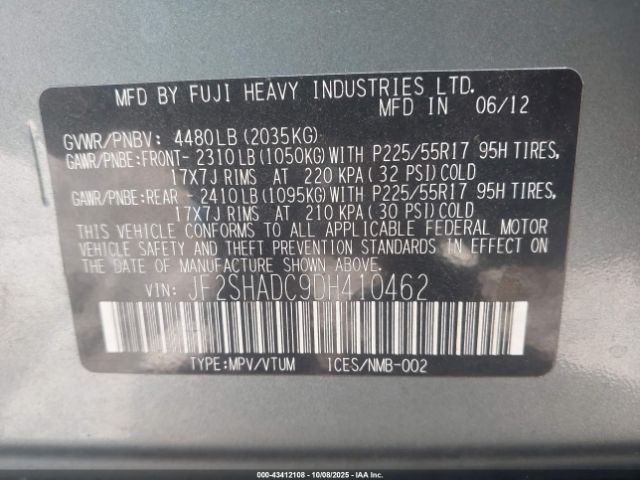 MFD BY FUJI HEAVY INDUSTRIES LTD.
MFD IN 06/12
GVWR/PNBV: 4480LB(2035KG)
GAWR/PNBE:FRONT- 2310LB(1050KG)WITH P225/55R17 95H TIRES,
17X7J RIMS AT 220 KPA(32 PSI)COLD
GAWR/PNBE:REAR - 2410LB(1095KG)WITH P225/55R17 95H TIRES,
17X7J RIMS AT 210 KPA(30 PSI)COLD
THIS VEHICLE CONFORMS TO ALL APPLICABLE FEDERAL MOTOR
VEHICLE SAFETY AND THEFT PREVENTION STANDARDS IN EFFECT ON
THE DATE OF MANUFACTURE SHOWN ABOVE.
VIN: JF2SHADC9DH410462
TYPE:MPV/VTUM ICES/NMB-002
000-43412108 - 10/08/2025 - IAAI.COM